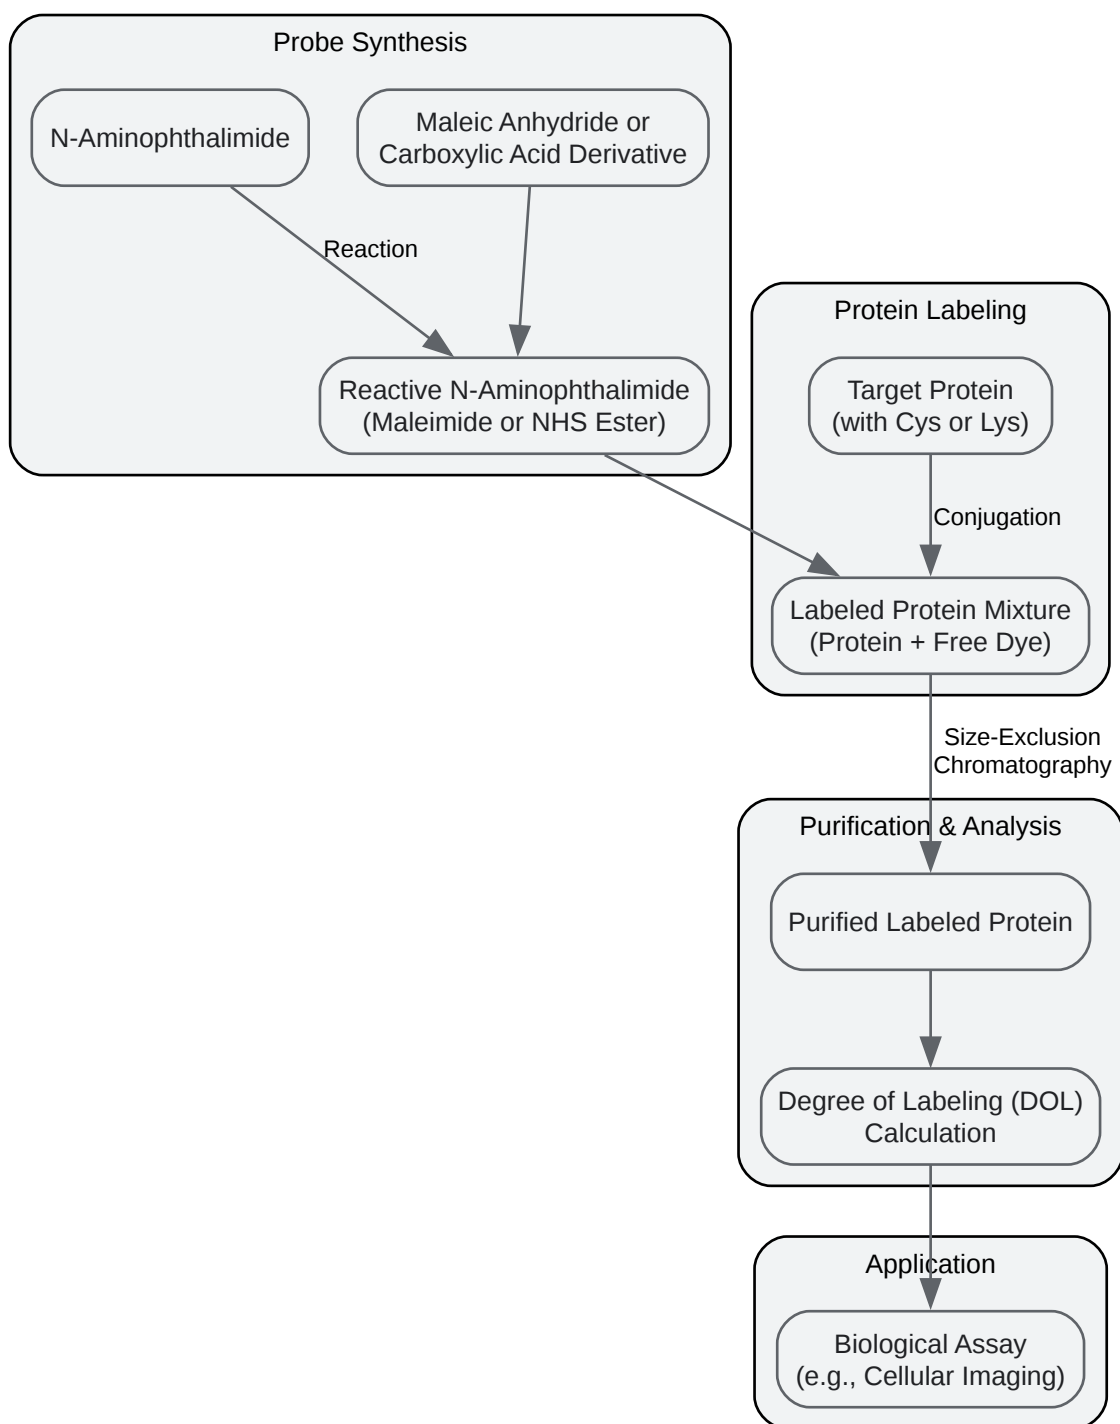 Probe Synthesis
N-Aminophthalimide
Maleic Anhydride or
Carboxylic Acid Derivative
Reaction
Reactive N-Aminophthalimide
(Maleimide or NHS Ester)
Protein Labeling
Target Protein
(with Cys or Lys)
Conjugation
Labeled Protein Mixture
(Protein + Free Dye)
Size-Exclusion
Chromatography
Purification & Analysis
Purified Labeled Protein
Degree of Labeling (DOL)
Calculation
Application
Biological Assay
(e.g., Cellular Imaging)